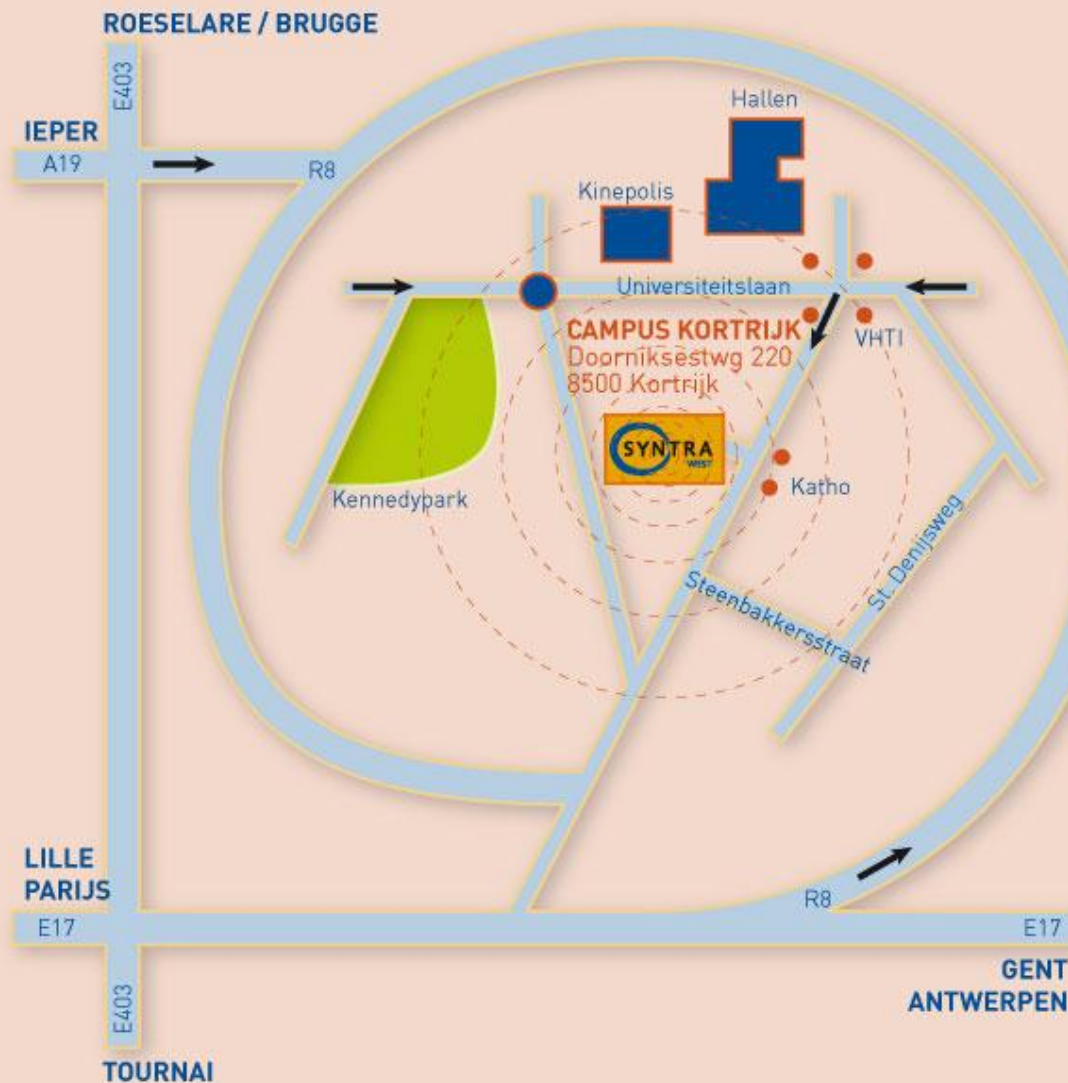 ROESELARE / BRUGGE
E403
IEPER
A19
R8
Hallen
Kinepolis
Universiteitslaan
CAMPUS KORTRIJK
Doorniksestwg 220
8500 Kortrijk
VHTI
SYNTRA
WEST
Katho
Kennedypark
St. Denijsweg
Steenbakkersstraat
LILLE
PARIJS
E17
R8
E17
GENT
ANTWERPEN
E403
TOURNAI